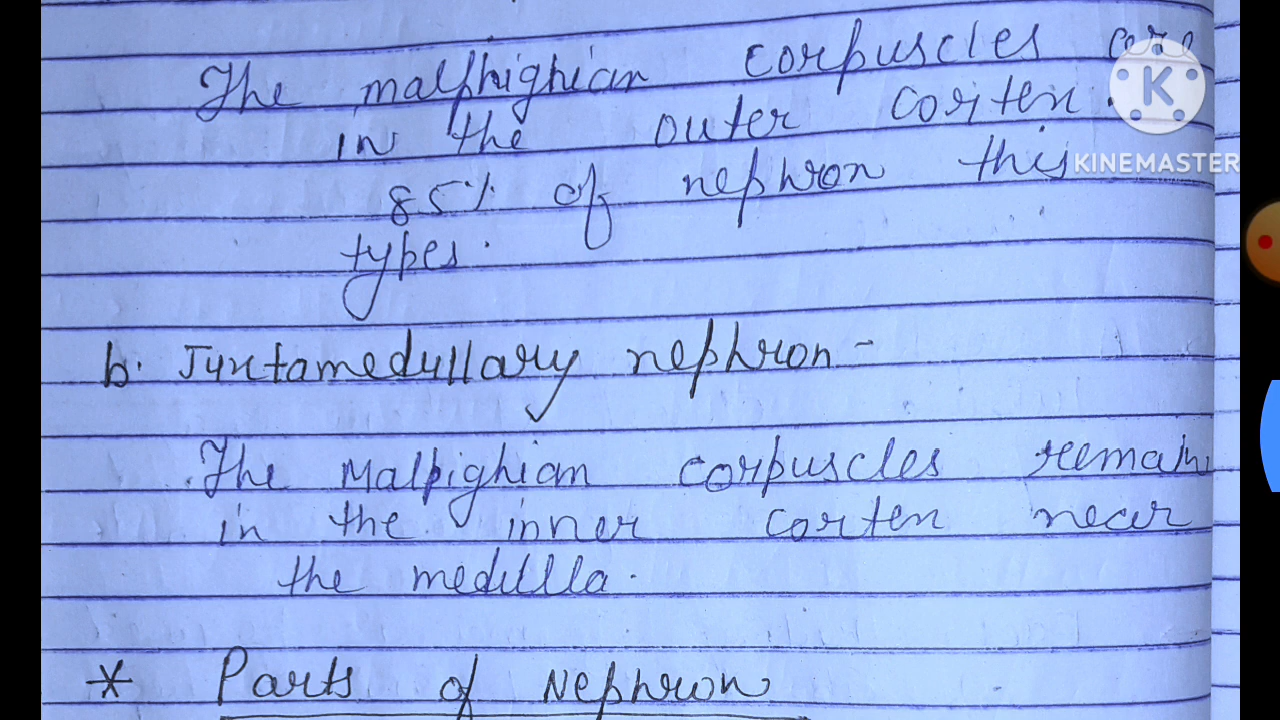 The malphighian corpuscles are
in the outer cortex.
85% of nephron this
types.
b. Juxtamedullary nephron -
The Malpighian corpuscles remain
in the inner cortex near
the medulla.
* Parts of Nephron
K
KINEMASTER